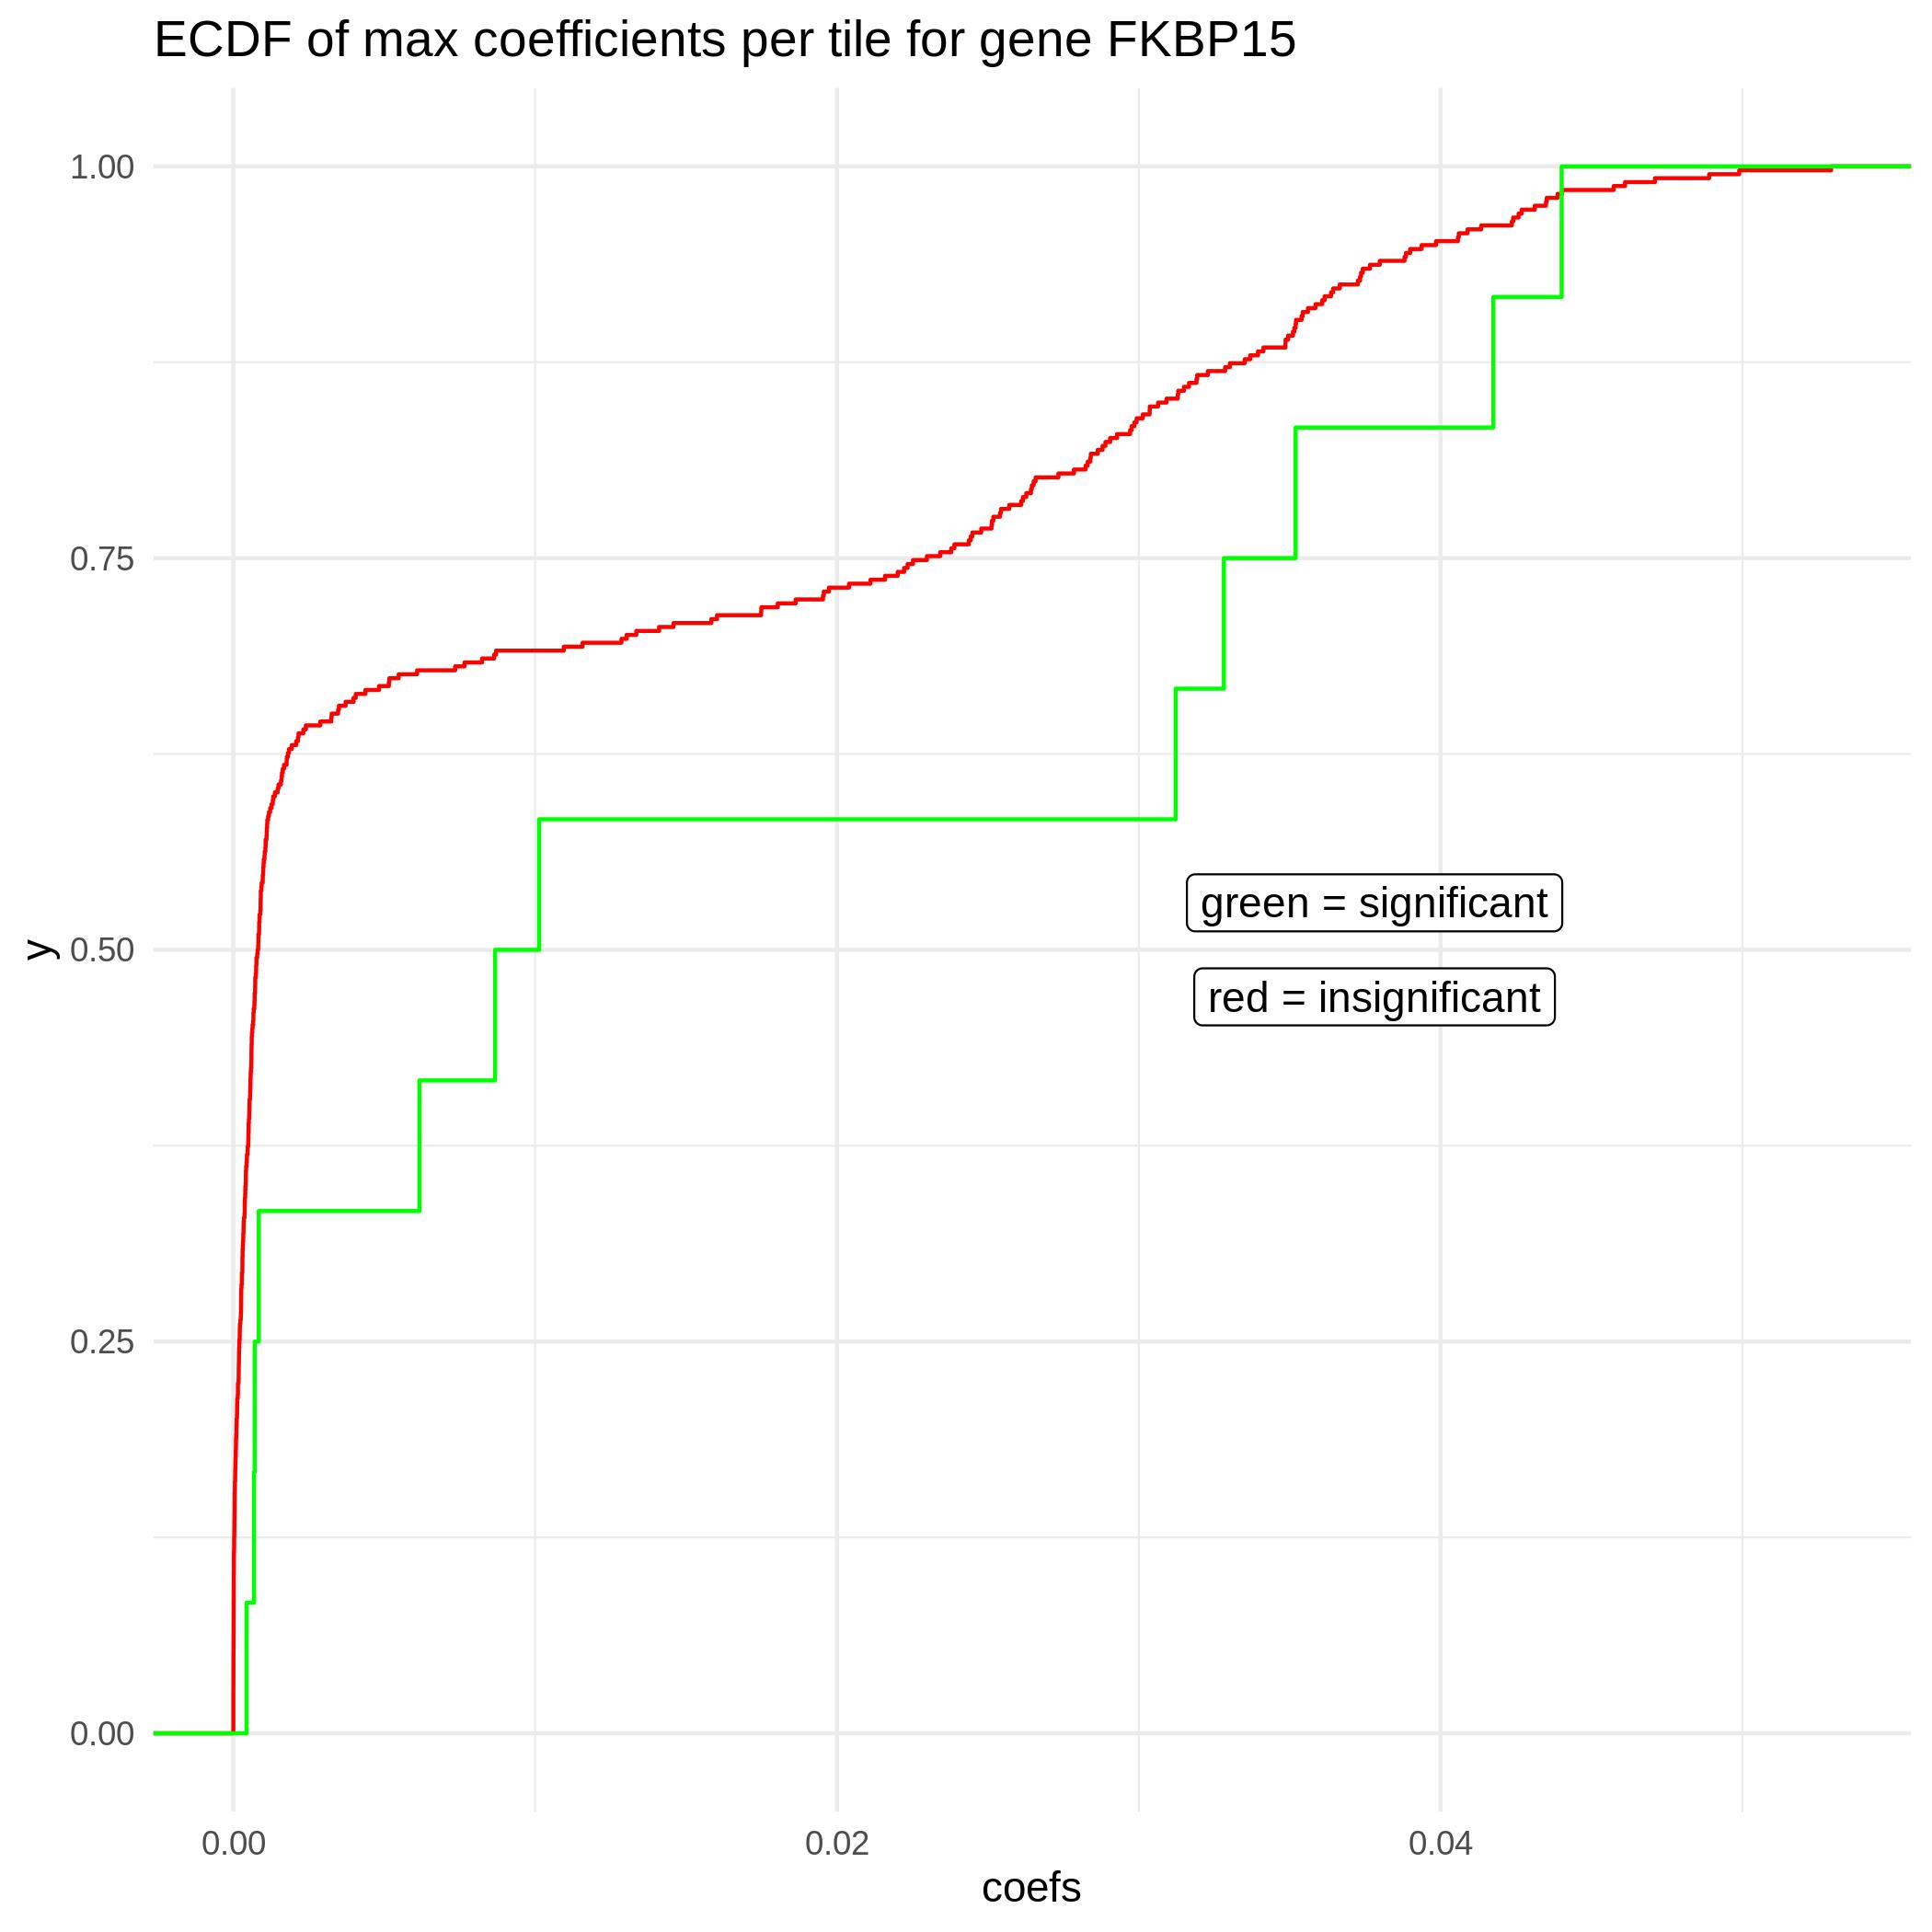 ECDF of max coefficients per tile for gene FKBP15
1.00
0.75
0.50
0.25
0.00
y
green = significant
red = insignificant
0.00
0.02
0.04
coefs